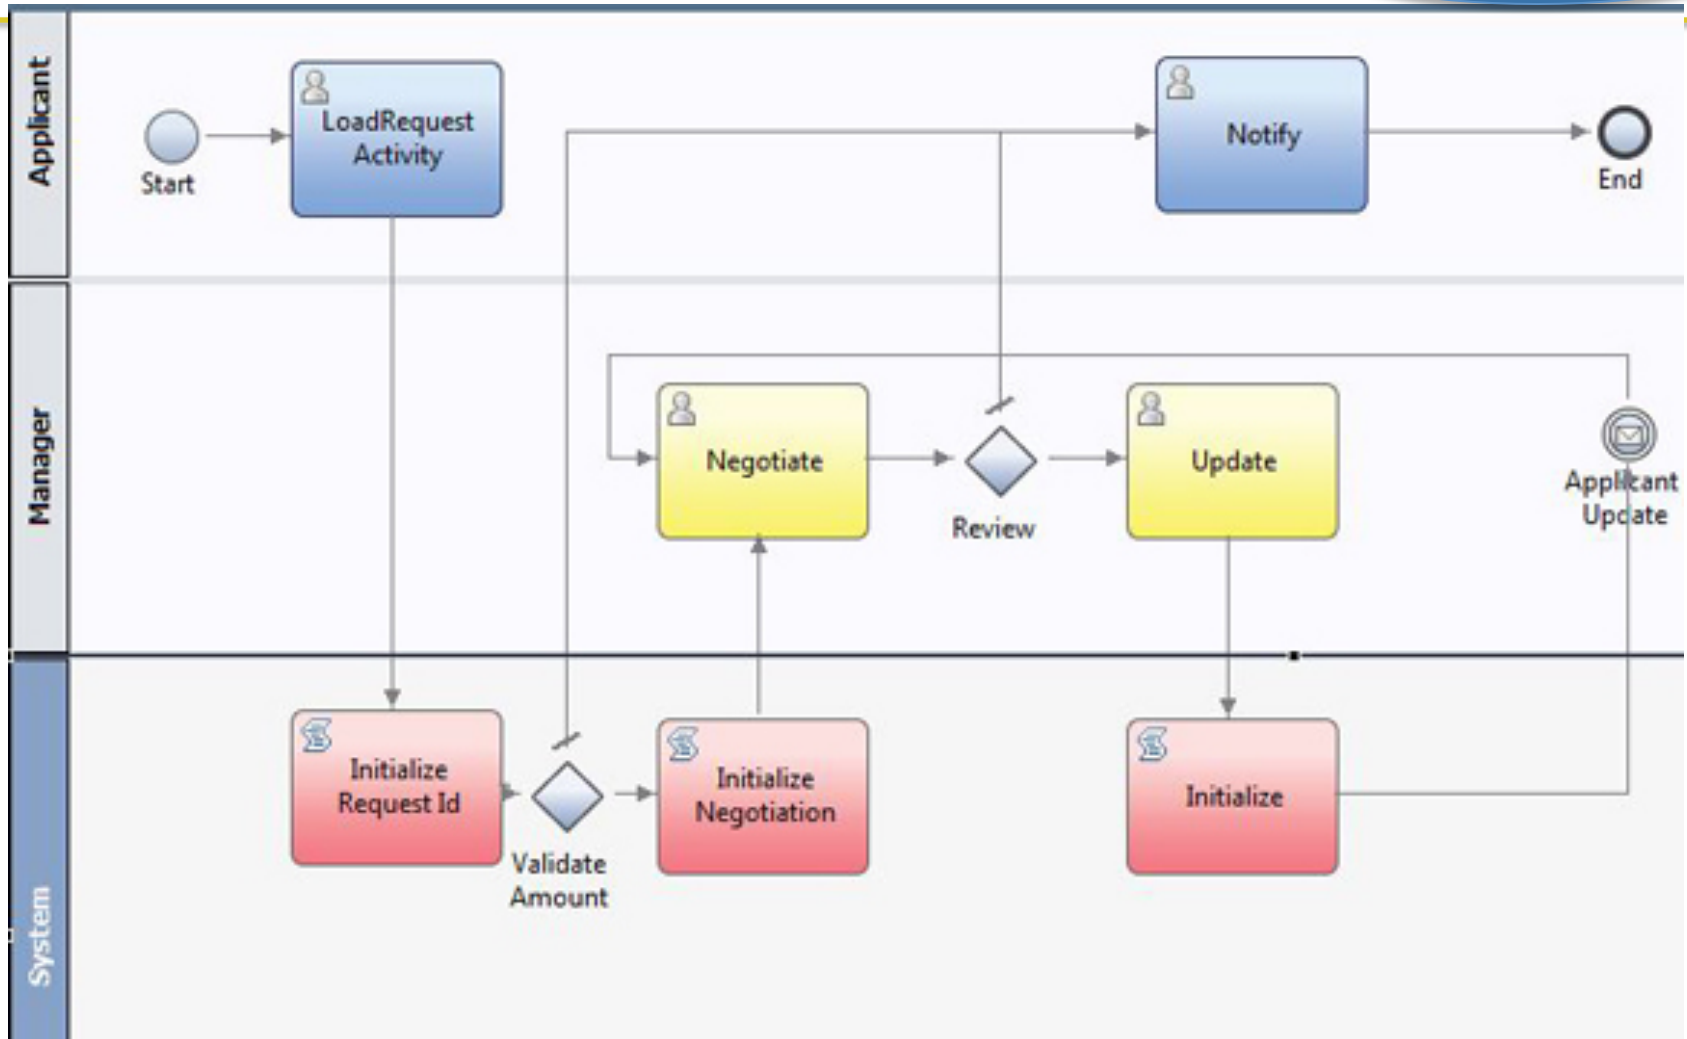 Applicant
Start
LoadRequest
Activity
Notify
End
Manager
Negotiate
Review
Update
Applicant
Update
System
Initialize
Request Id
Validate
Amount
Initialize
Negotiation
Initialize